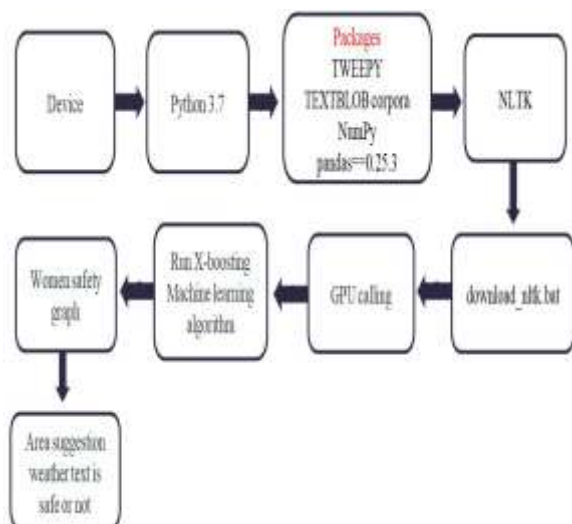 Device
Python 3.7
Packages
TWEEPY
TEXTBLOB corpora
NumPy
pandas==0.25.3
NLTK
download_nltk.bat
GPU calling
Run X-boosting
Machine learning
algorithm
Women safety
graph
Area suggestion
weather text is
safe or not